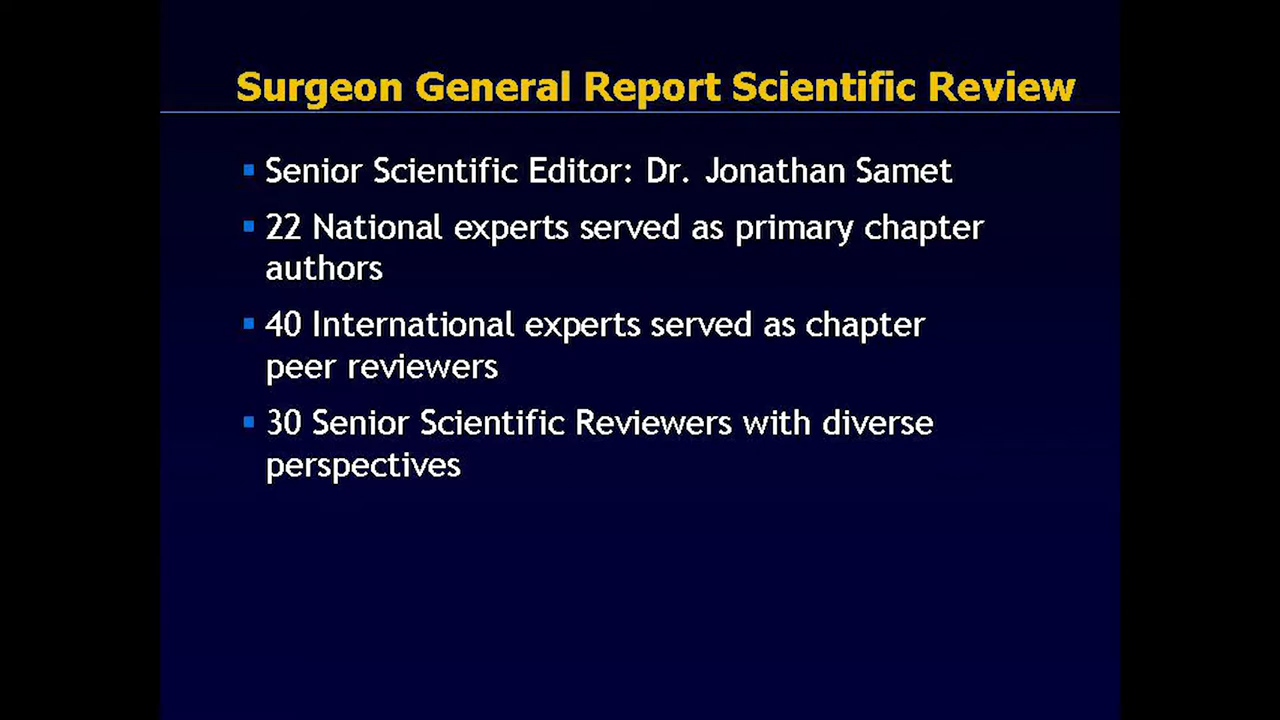 Surgeon General Report Scientific Review
Senior Scientific Editor: Dr. Jonathan Samet
22 National experts served as primary chapter
authors
40 International experts served as chapter
peer reviewers
30 Senior Scientific Reviewers with diverse
perspectives